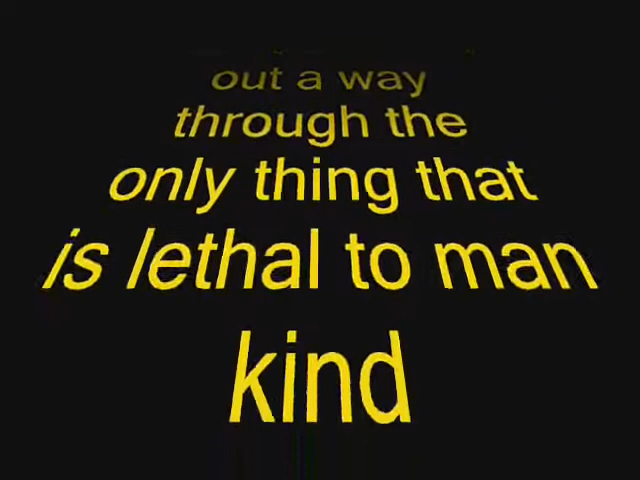 out a way
through the
only thing that
is lethal to man
kind